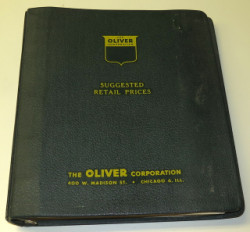 OLIVER
SUGGESTED
RETAIL PRICES
THE OLIVER CORPORATION
400 W. MADISON ST. • CHICAGO 6, ILL.